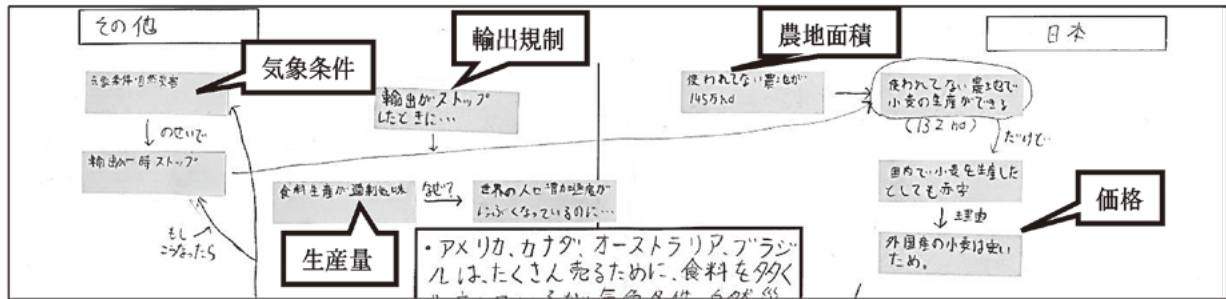 その他
日本
気象条件
輸出規制
農地面積
気象条件・自然災害
輸出がストップ
したときに…
使われてない農地が
145万hd
使われてない農地で
小麦の生産ができる
(132hd)
↓のせいで
だけど…
輸出が一時ストップ
食料生産が過剰気味
なぜ?
世界の人口増加速度が
にぶくなっているのに…
国内で小麦を生産した
としても赤字
↓理由
価格
もし
こうなったら
生産量
外国産の小麦は安い
ため。
・アメリカ、カナダ、オーストラリア、ブラジ
ルは、たくさん売るために、食料を多く